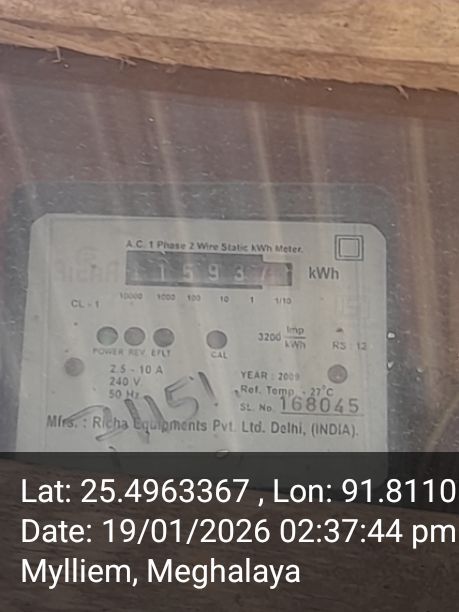 A.C. 1 Phase 2 Wire Static kWh Meter.
11593 kWh
10000 1000 100 10 1 1/10
CL - 1
3200 Imp/kWh
POWER REV EFLT CAL RS : 12
2.5 - 10 A
240 V
50 Hz
YEAR : 2009
Ref. Temp. - 27°C
SL. No. 168045
Mfrs. : Richa Equipments Pvt. Ltd. Delhi, (INDIA).
Lat: 25.4963367 , Lon: 91.8110
Date: 19/01/2026 02:37:44 pm
Mylliem, Meghalaya